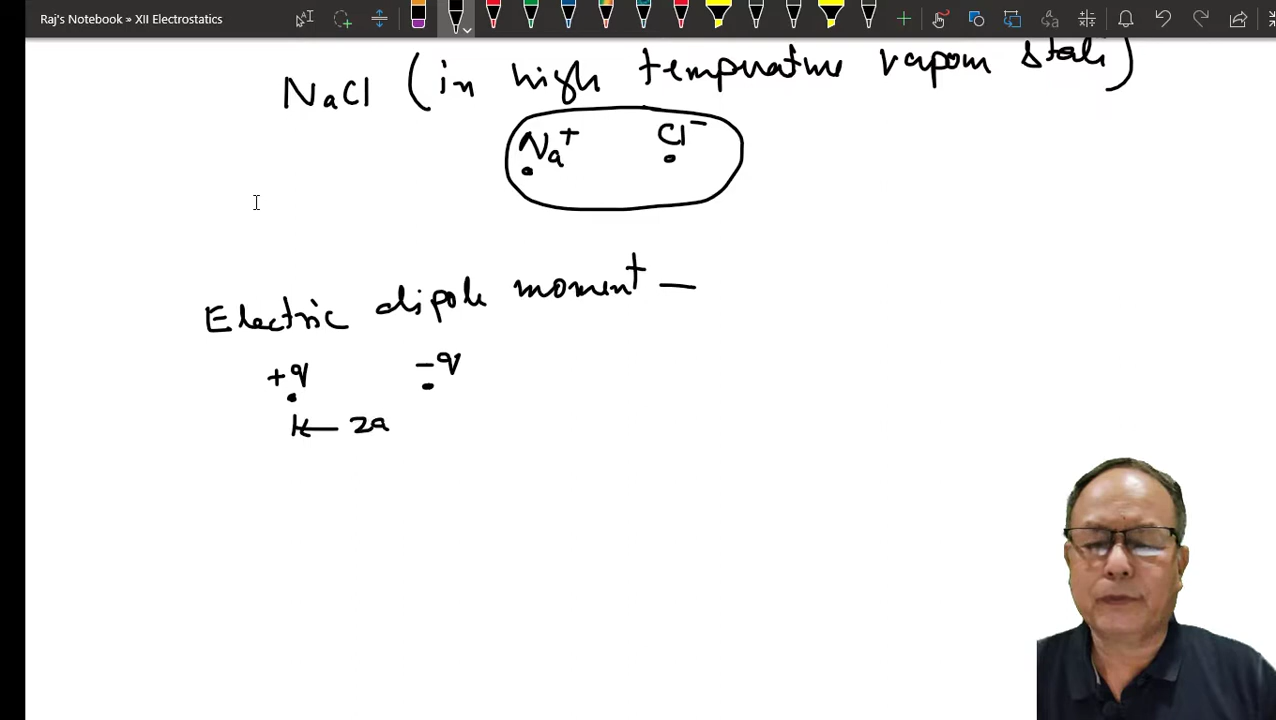 Raj's Notebook » XII Electrostatics
NaCl (in high temperature vapour state)
Na⁺ Cl⁻
Electric dipole moment —
+q -q
2a